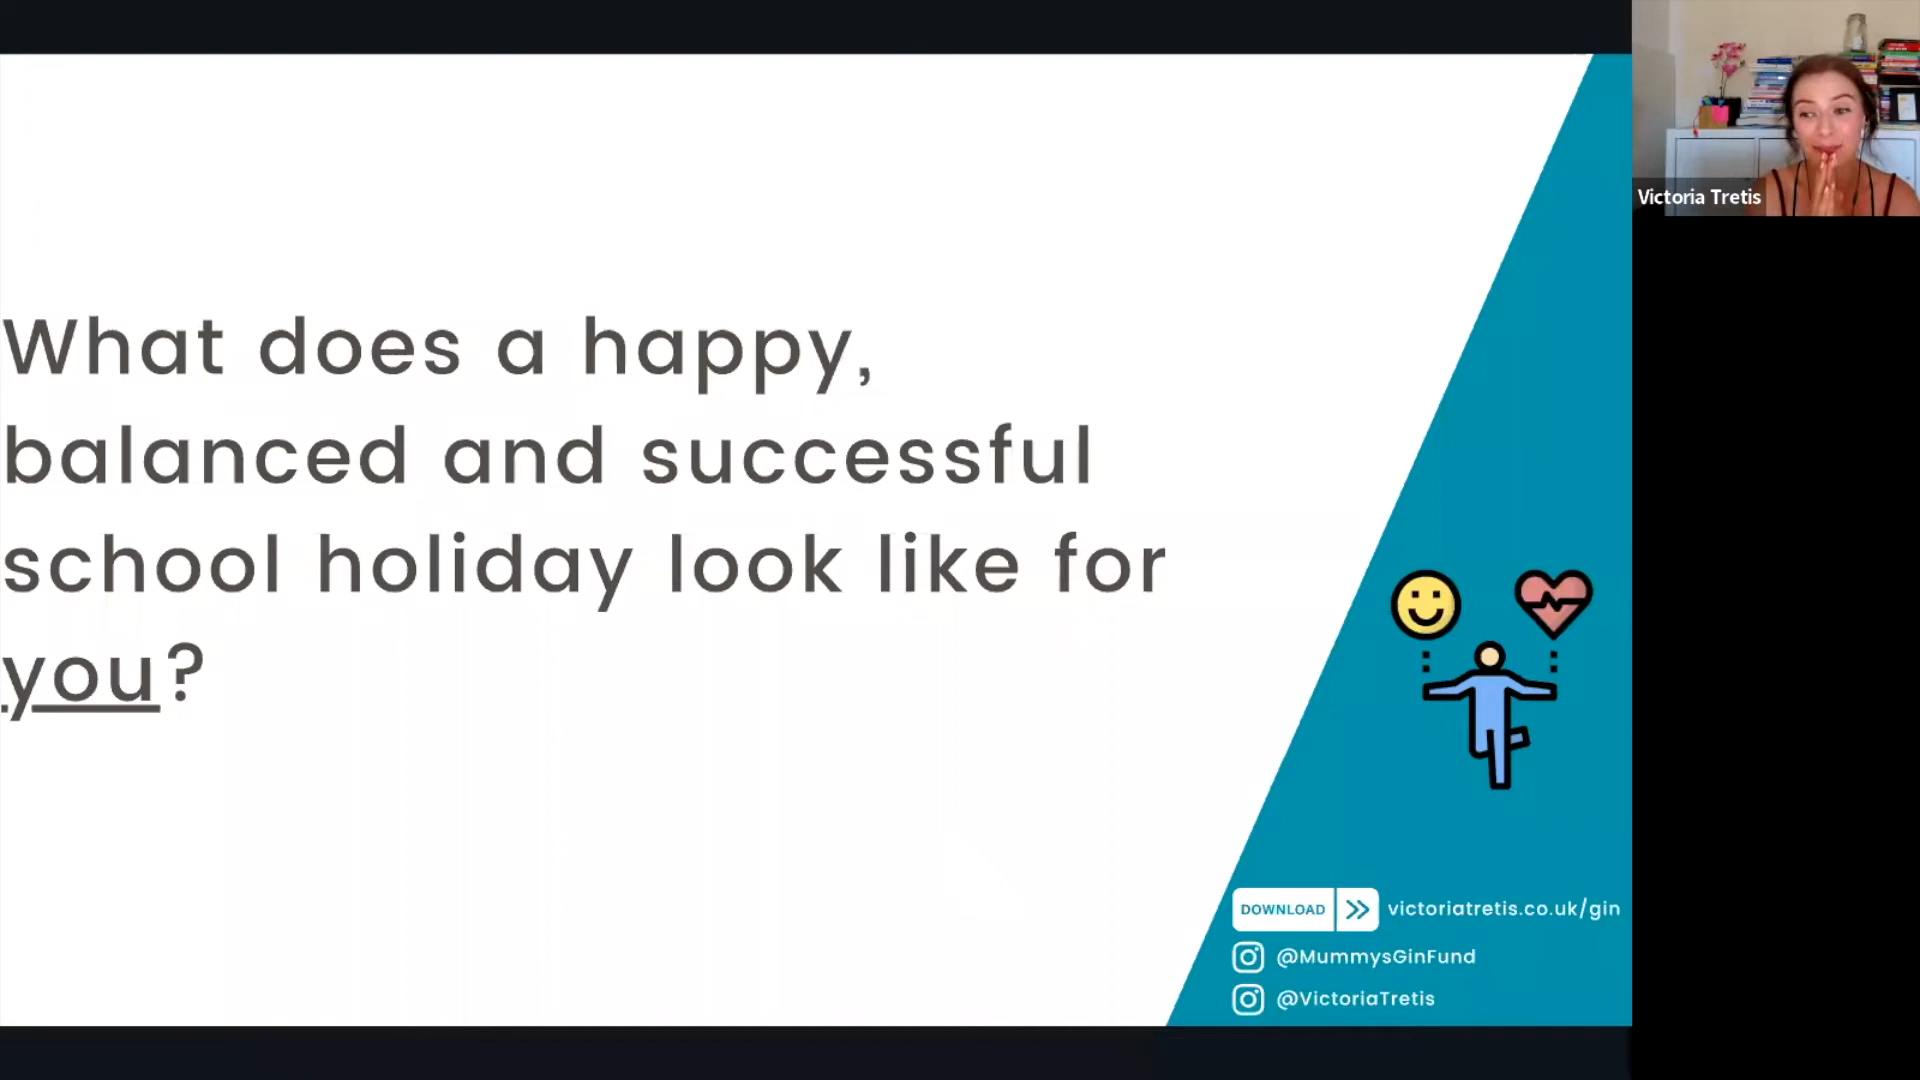 What does a happy,
balanced and successful
school holiday look like for
you?
Victoria Tretis
DOWNLOAD
victoriatretis.co.uk/gin
@MummysGinFund
@VictoriaTretis